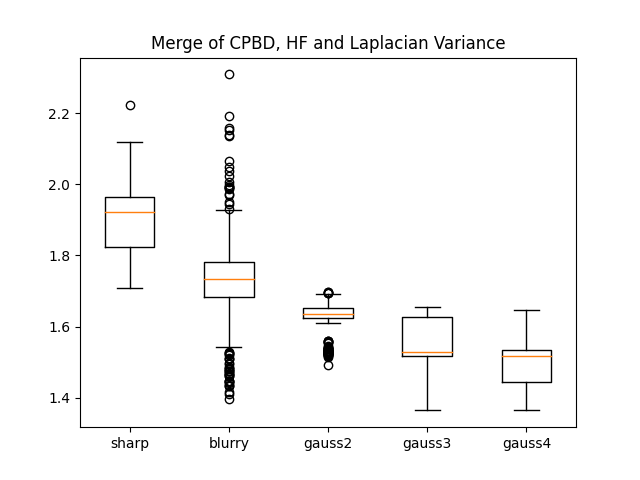 Merge of CPBD, HF and Laplacian Variance
2.2
2.0
1.8
1.6
1.4
sharp blurry gauss2 gauss3 gauss4